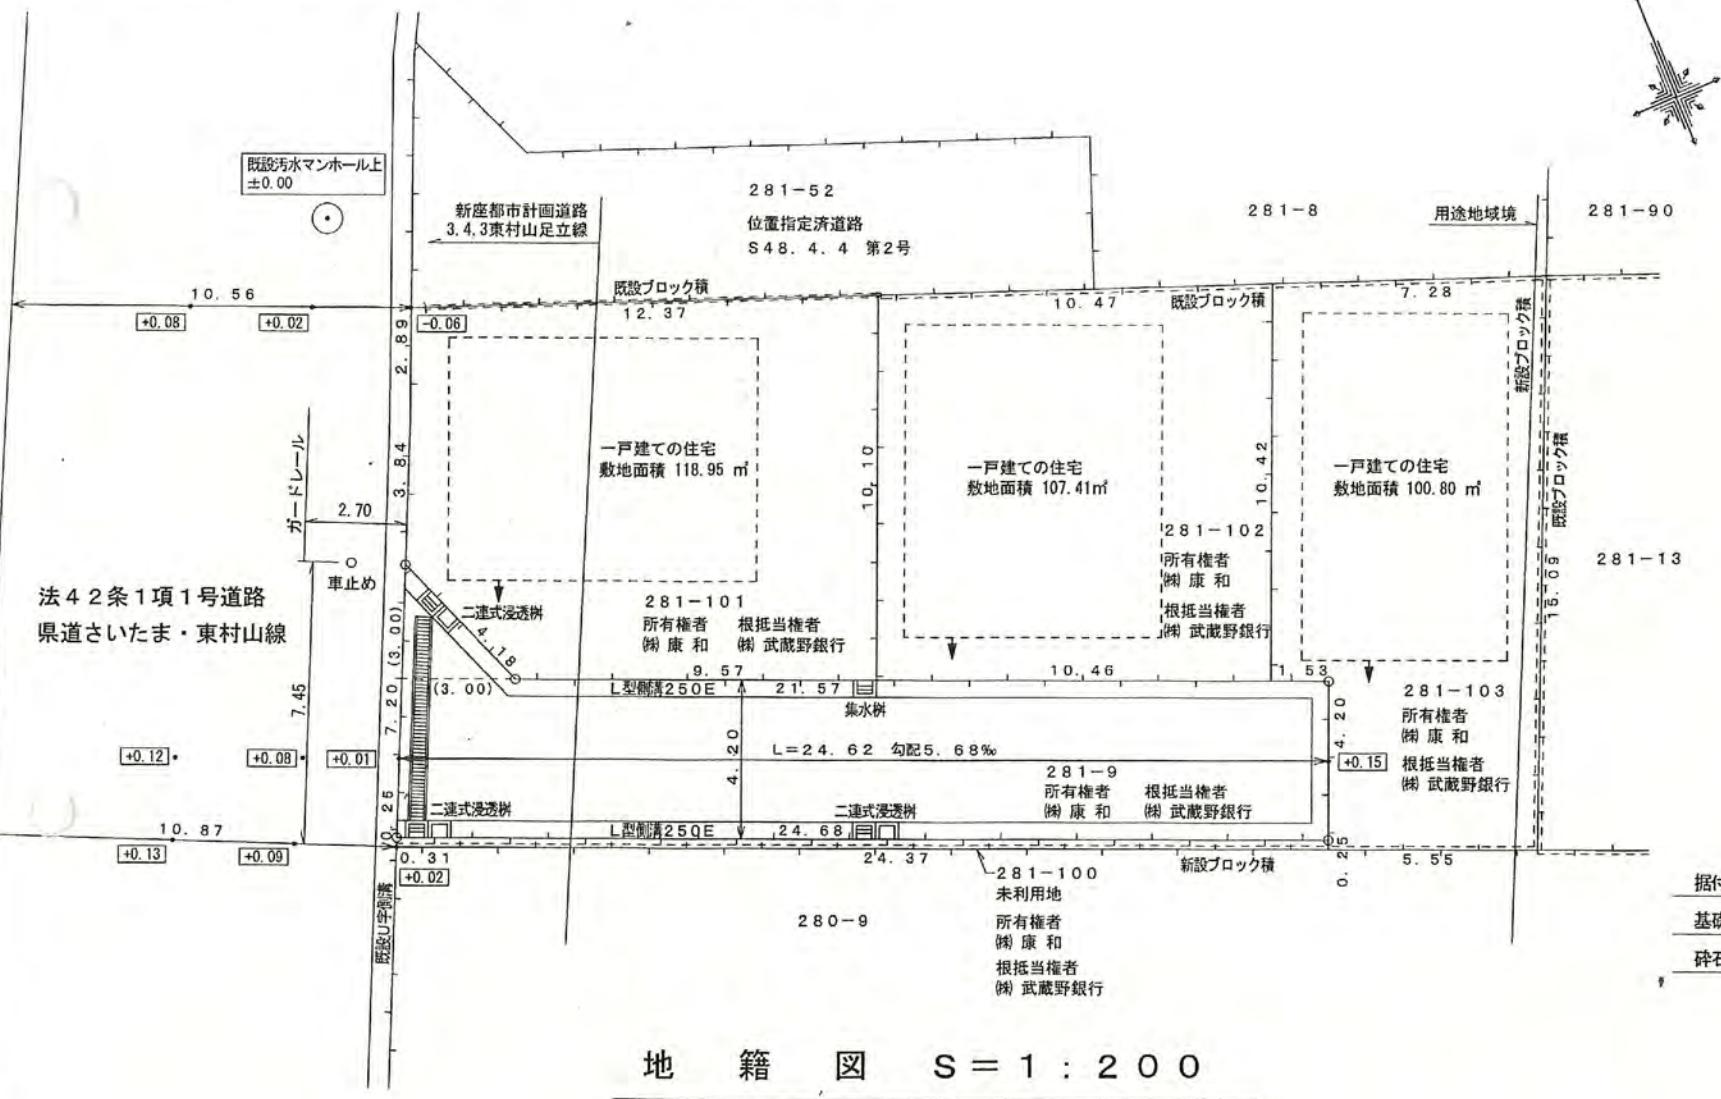 既設汚水マンホール上
±0.00
新座都市計画道路
3.4.3東村山足立線
281-52
位置指定済道路
S48.4.4 第2号
281-8
用途地域境
281-90
10.56
+0.08
+0.02
-0.06
既設ブロック積
12.37
10.47
既設ブロック積
7.28
2.89
3.84
ガードレール
2.70
車止め
一戸建ての住宅
敷地面積 118.95 ㎡
10.10
一戸建ての住宅
敷地面積 107.41㎡
10.42
一戸建ての住宅
敷地面積 100.80 ㎡
新設ブロック積
既設ブロック積
15.09
281-13
281-102
所有権者
㈱ 康 和
根抵当権者
㈱ 武蔵野銀行
法42条1項1号道路
県道さいたま・東村山線
二連式浸透桝
4.18
281-101
所有権者 根抵当権者
㈱ 康 和 ㈱ 武蔵野銀行
(3.00)
(3.00)
9.57
10.46
1.53
L型側溝250E 21.57
集水桝
7.45
7.20
4.20
L=24.62 勾配5.68‰
4.20
281-103
所有権者
㈱ 康 和
根抵当権者
㈱ 武蔵野銀行
+0.12
+0.08
+0.01
+0.15
281-9
所有権者 根抵当権者
㈱ 康 和 ㈱ 武蔵野銀行
0.25
二連式浸透桝
二連式浸透桝
L型側溝250E 24.68
10.87
+0.13
+0.09
0.31
+0.02
24.37
新設ブロック積
0.25
5.55
既設U字側溝
280-9
281-100
未利用地
所有権者
㈱ 康 和
根抵当権者
㈱ 武蔵野銀行
据付
基礎
砕石
地籍図 S=1:200